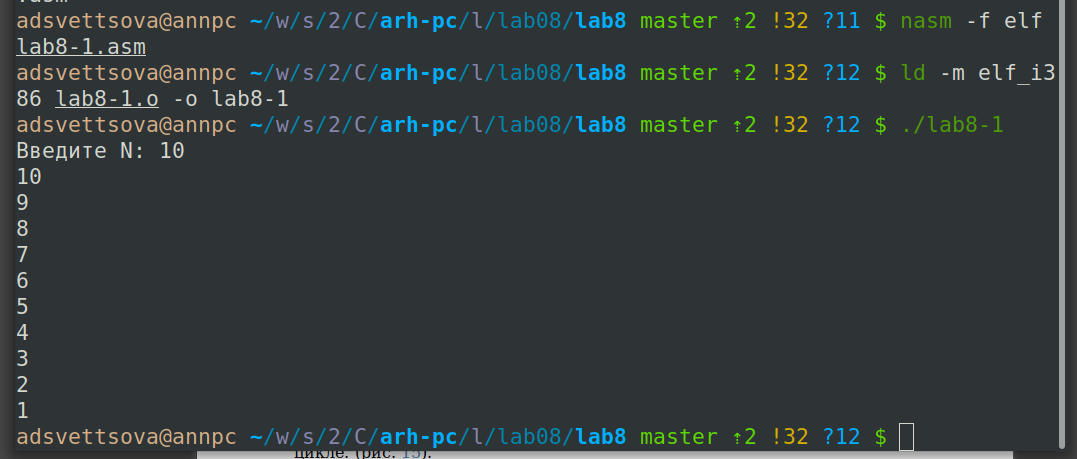 adsvettsova@annpc ~/w/s/2/C/arh-pc/l/lab08/lab8 master ⇡2 !32 ?11 $ nasm -f elf
lab8-1.asm
adsvettsova@annpc ~/w/s/2/C/arh-pc/l/lab08/lab8 master ⇡2 !32 ?12 $ ld -m elf_i3
86 lab8-1.o -o lab8-1
adsvettsova@annpc ~/w/s/2/C/arh-pc/l/lab08/lab8 master ⇡2 !32 ?12 $ ./lab8-1
Введите N: 10
10
9
8
7
6
5
4
3
2
1
adsvettsova@annpc ~/w/s/2/C/arh-pc/l/lab08/lab8 master ⇡2 !32 ?12 $
цикле. (рис.